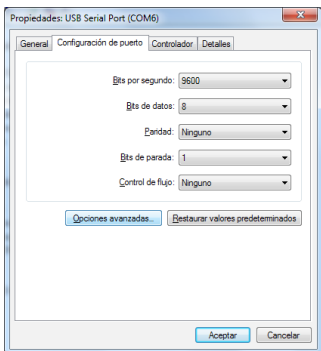 Propiedades: USB Serial Port (COM6)
General Configuración de puerto Controlador Detalles
Bits por segundo: 9600
Bits de datos: 8
Paridad: Ninguno
Bits de parada: 1
Control de flujo: Ninguno
Opciones avanzadas... Restaurar valores predeterminados
Aceptar Cancelar